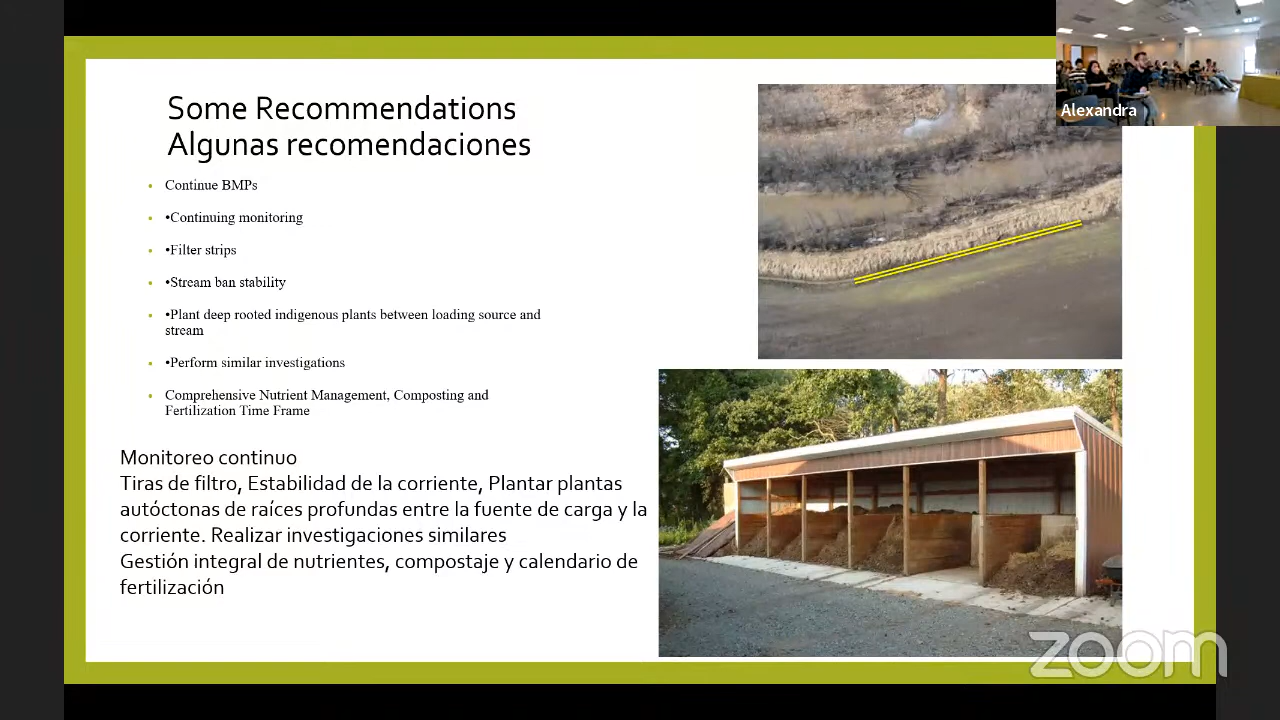 Some Recommendations
Algunas recomendaciones
• Continue BMPs
• •Continuing monitoring
• •Filter strips
• •Stream ban stability
• •Plant deep rooted indigenous plants between loading source and
stream
• •Perform similar investigations
• Comprehensive Nutrient Management, Composting and
Fertilization Time Frame
Monitoreo continuo
Tiras de filtro, Estabilidad de la corriente, Plantar plantas
autóctonas de raíces profundas entre la fuente de carga y la
corriente. Realizar investigaciones similares
Gestión integral de nutrientes, compostaje y calendario de
fertilización
Alexandra
zoom